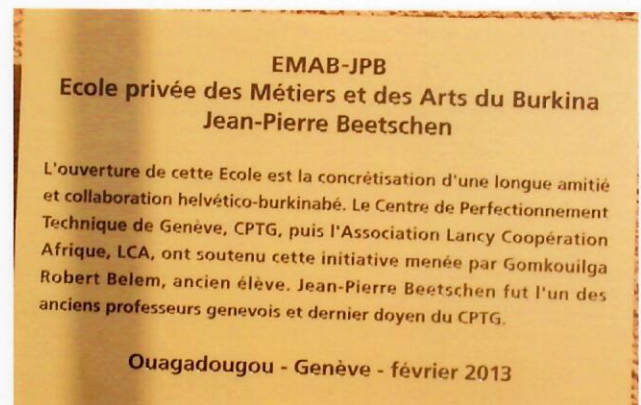 EMAB-JPB
Ecole privée des Métiers et des Arts du Burkina
Jean-Pierre Beetschen
L'ouverture de cette Ecole est la concrétisation d'une longue amitié
et collaboration helvético-burkinabé. Le Centre de Perfectionnement
Technique de Genève, CPTG, puis l'Association Lancy Coopération
Afrique, LCA, ont soutenu cette initiative menée par Gomkouilga
Robert Belem, ancien élève. Jean-Pierre Beetschen fut l'un des
anciens professeurs genevois et dernier doyen du CPTG.
Ouagadougou - Genève - février 2013